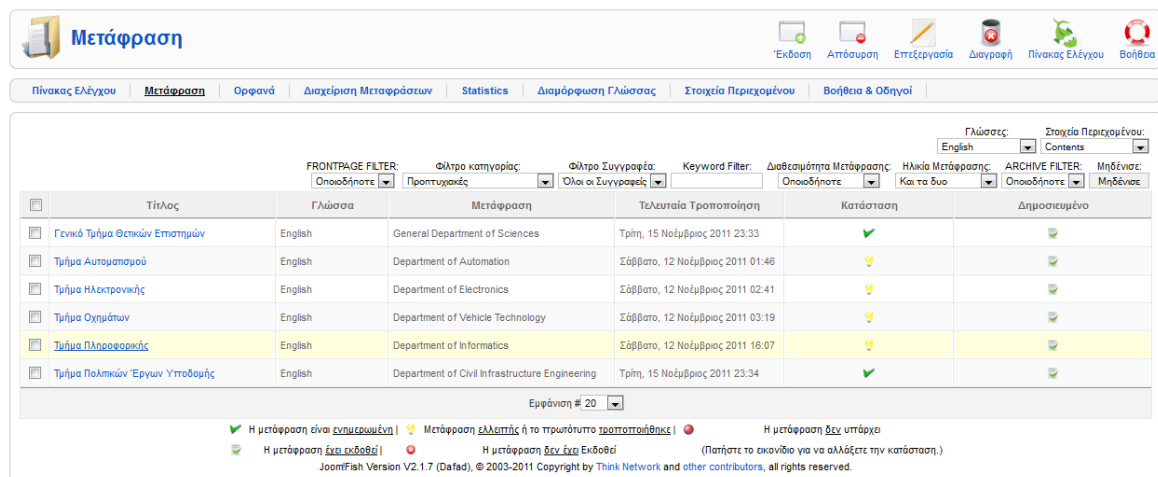 Μετάφραση
Έκδοση Απόσυρση Επεξεργασία Διαγραφή Πίνακας Ελέγχου Βοήθεια
Πίνακας Ελέγχου Μετάφραση Ορφανά Διαχείριση Μεταφράσεων Statistics Διαμόρφωση Γλώσσας Στοιχεία Περιεχομένου Βοήθεια & Οδηγοί
Γλώσσες: Στοιχεία Περιεχομένου:
English Contents
FRONTPAGE FILTER: Φίλτρο κατηγορίας: Φίλτρο Συγγραφέα: Keyword Filter: Διαθεσιμότητα Μετάφρασης: Ηλικία Μετάφρασης: ARCHIVE FILTER: Μηδένισε:
Οποιοδήποτε Προπτυχιακές Όλοι οι Συγγραφείς Οποιοδήποτε Και τα δυο Οποιοδήποτε Μηδένισε
Τίτλος Γλώσσα Μετάφραση Τελευταία Τροποποίηση Κατάσταση Δημοσιευμένο
Γενικό Τμήμα Θετικών Επιστημών English General Department of Sciences Τρίτη, 15 Νοέμβριος 2011 23:33
Τμήμα Αυτοματισμού English Department of Automation Σάββατο, 12 Νοέμβριος 2011 01:46
Τμήμα Ηλεκτρονικής English Department of Electronics Σάββατο, 12 Νοέμβριος 2011 02:41
Τμήμα Οχημάτων English Department of Vehicle Technology Σάββατο, 12 Νοέμβριος 2011 03:19
Τμήμα Πληροφορικής English Department of Informatics Σάββατο, 12 Νοέμβριος 2011 16:07
Τμήμα Πολιτικών Έργων Υποδομής English Department of Civil Infrastructure Engineering Τρίτη, 15 Νοέμβριος 2011 23:34
Εμφάνιση # 20
Η μετάφραση είναι ενημερωμένη | Μετάφραση ελλειπής ή το πρωτότυπο τροποποιήθηκε | Η μετάφραση δεν υπάρχει
Η μετάφραση έχει εκδοθεί | Η μετάφραση δεν έχει Εκδοθεί (Πατήστε το εικονίδιο για να αλλάξετε την κατάσταση.)
Joom!Fish Version V2.1.7 (Dafad), © 2003-2011 Copyright by Think Network and other contributors, all rights reserved.